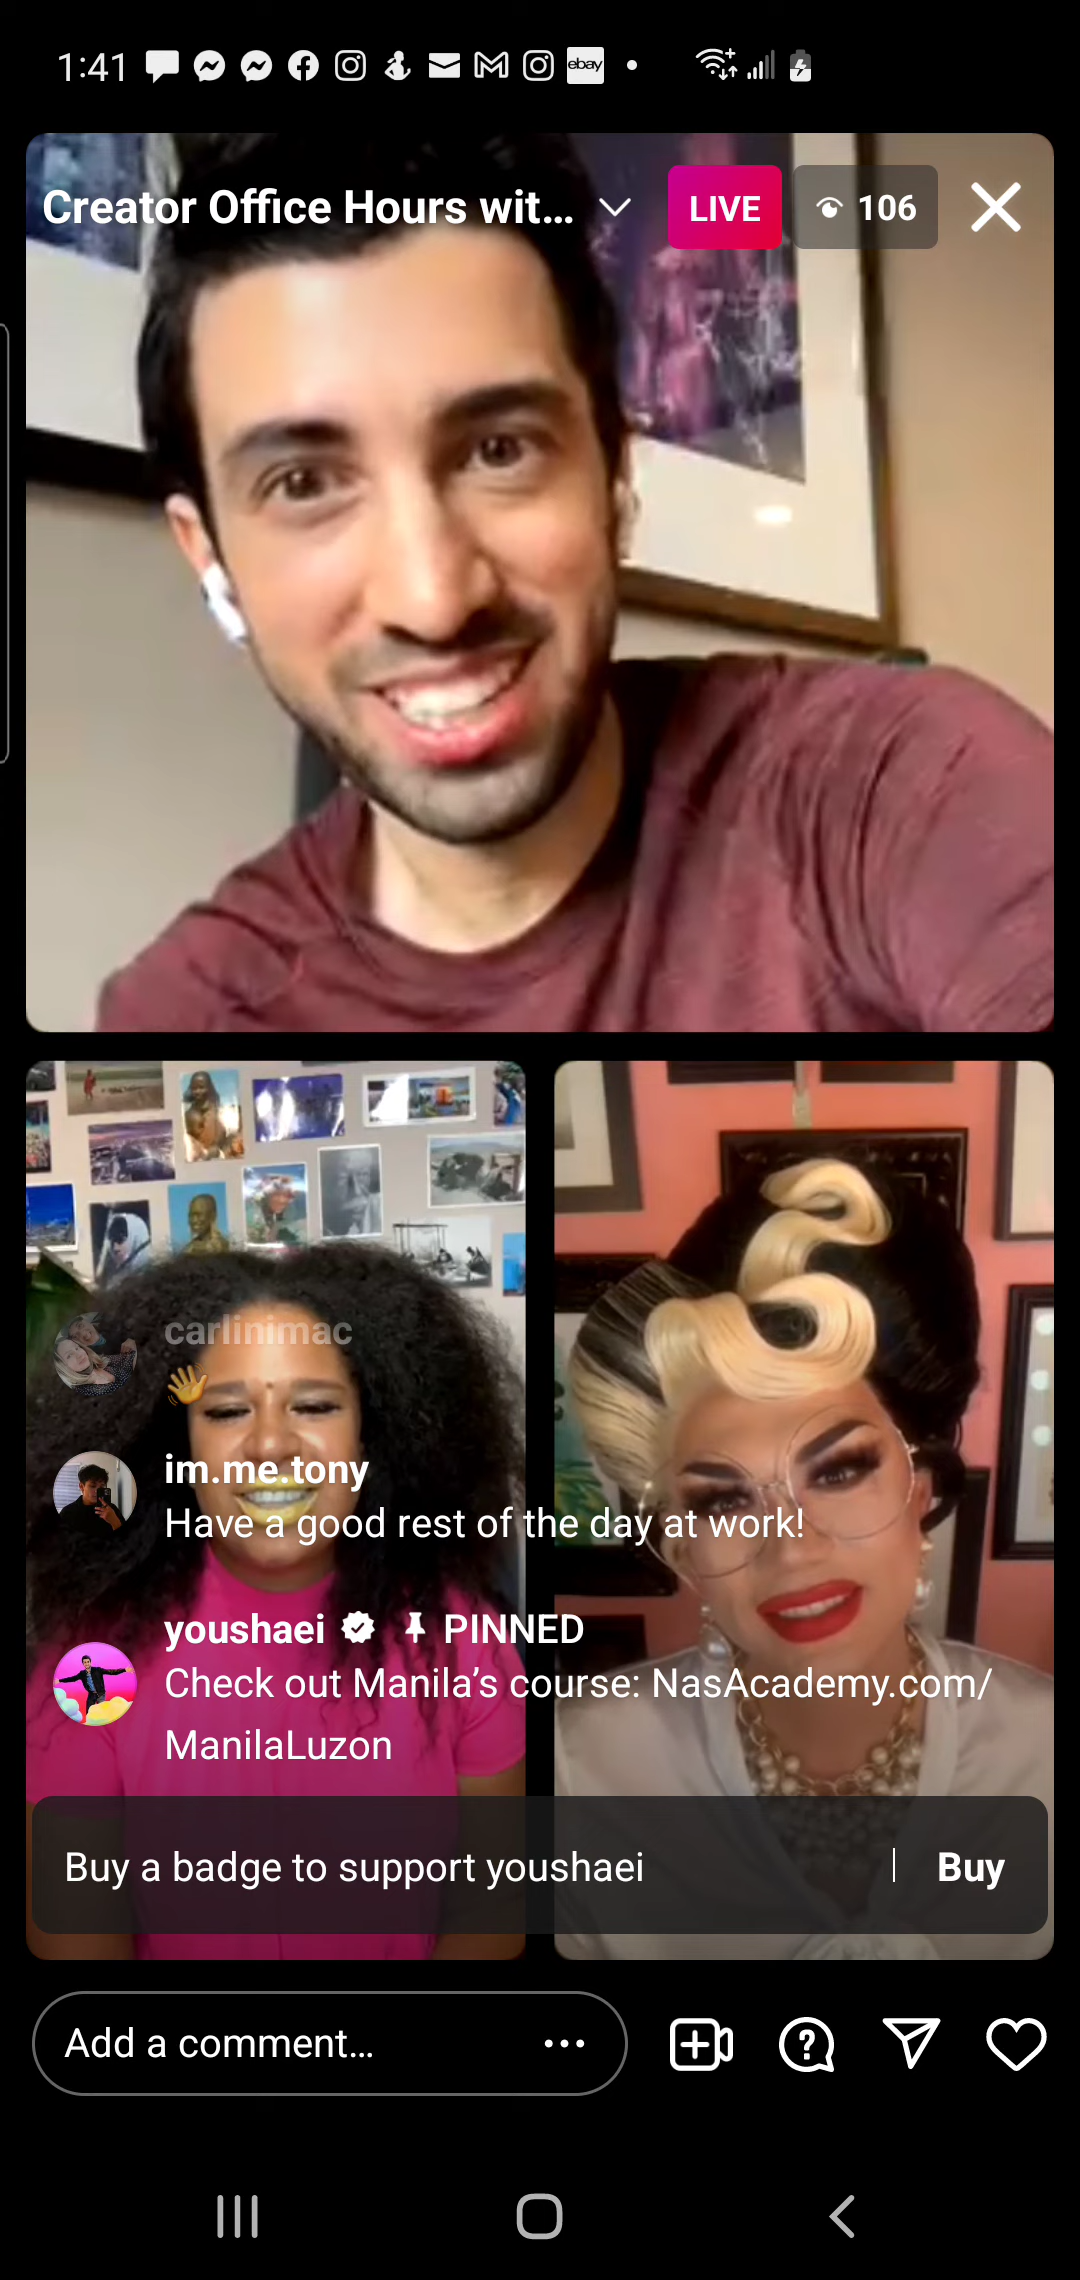 1:41
ebay
Creator Office Hours wit...
LIVE
106
carlinimac
👋
im.me.tony
Have a good rest of the day at work!
youshaei PINNED
Check out Manila’s course: NasAcademy.com/
ManilaLuzon
Buy a badge to support youshaei
Buy
Add a comment...